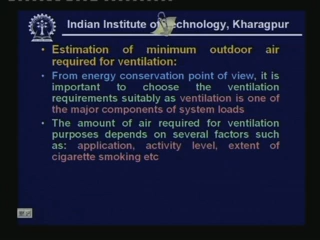 Indian Institute of Technology, Kharagpur
• Estimation of minimum outdoor air
required for ventilation:
• From energy conservation point of view, it is
important to choose the ventilation
requirements suitably as ventilation is one of
the major components of system loads
• The amount of air required for ventilation
purposes depends on several factors such
as: application, activity level, extent of
cigarette smoking etc